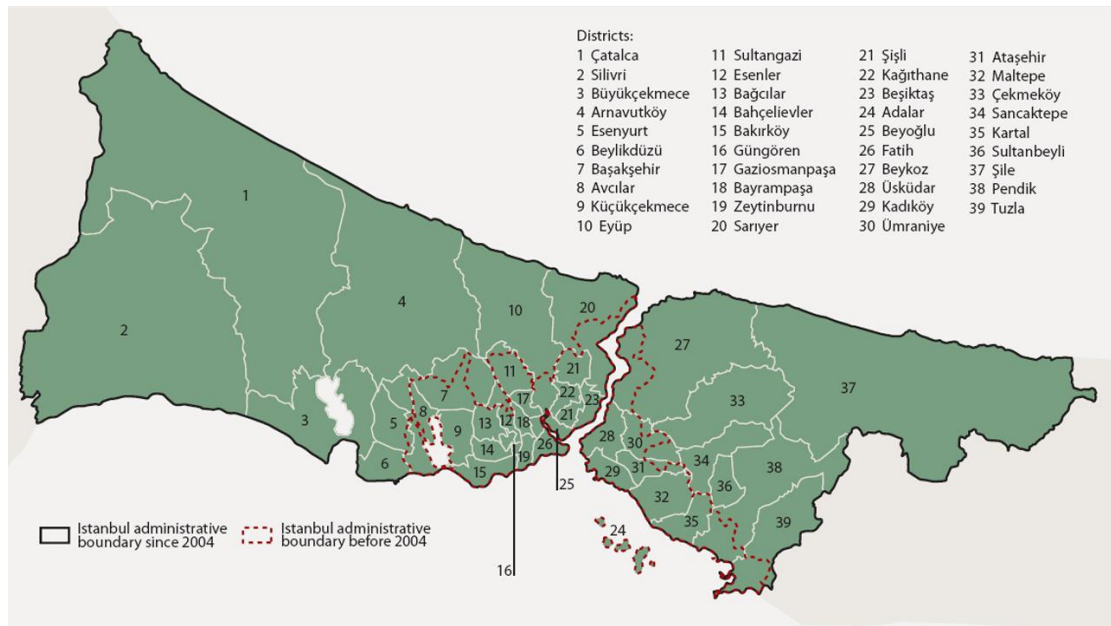 Districts:
1 Çatalca
2 Silivri
3 Büyükçekmece
4 Arnavutköy
5 Esenyurt
6 Beylikdüzü
7 Başakşehir
8 Avcılar
9 Küçükçekmece
10 Eyüp
11 Sultangazi
12 Esenler
13 Bağcılar
14 Bahçelievler
15 Bakırköy
16 Güngören
17 Gaziosmanpaşa
18 Bayrampaşa
19 Zeytinburnu
20 Sarıyer
21 Şişli
22 Kağıthane
23 Beşiktaş
24 Adalar
25 Beyoğlu
26 Fatih
27 Beykoz
28 Üsküdar
29 Kadıköy
30 Ümraniye
31 Ataşehir
32 Maltepe
33 Çekmeköy
34 Sancaktepe
35 Kartal
36 Sultanbeyli
37 Şile
38 Pendik
39 Tuzla
1
2
3
4
5
6
7
8
9
10
11
12
13
14
15
16
17
18
19
20
21
22
21
23
24
25
26
27
28
29
30
31
32
33
34
35
36
37
38
39
Istanbul administrative
boundary since 2004
Istanbul administrative
boundary before 2004